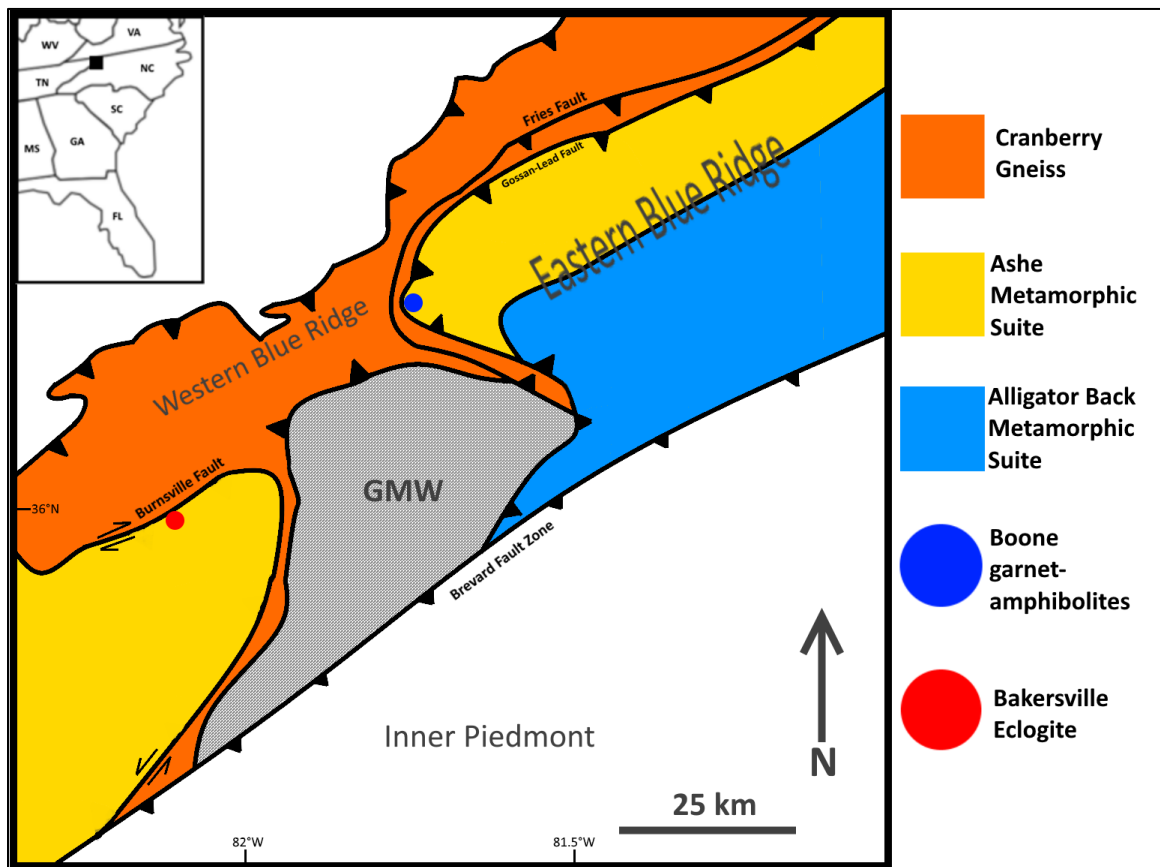 WV
VA
TN
NC
SC
MS
GA
FL
Fries Fault
Gossan-Lead Fault
Eastern Blue Ridge
Western Blue Ridge
GMW
Burnsville Fault
36°N
Brevard Fault Zone
Inner Piedmont
N
25 km
82°W
81.5°W
Cranberry
Gneiss
Ashe
Metamorphic
Suite
Alligator Back
Metamorphic
Suite
Boone
garnet-
amphibolites
Bakersville
Eclogite